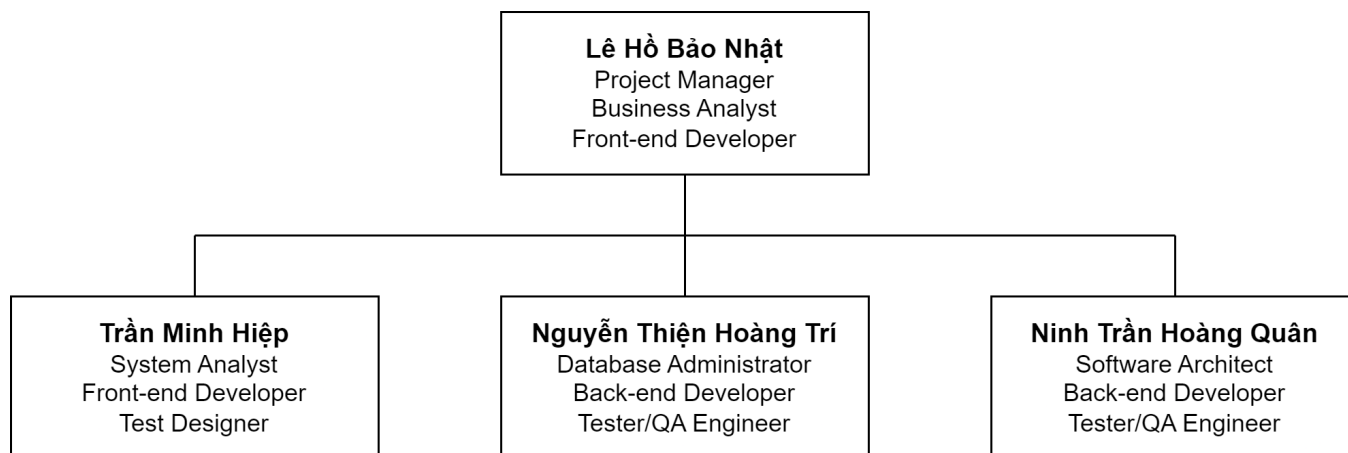 Lê Hồ Bảo Nhật
Project Manager
Business Analyst
Front-end Developer
Trần Minh Hiệp
System Analyst
Front-end Developer
Test Designer
Nguyễn Thiện Hoàng Trí
Database Administrator
Back-end Developer
Tester/QA Engineer
Ninh Trần Hoàng Quân
Software Architect
Back-end Developer
Tester/QA Engineer